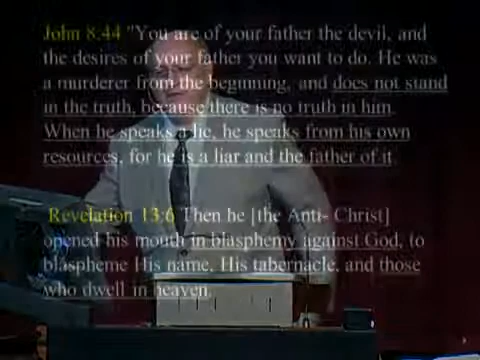 John 8:44 "You are of your father the devil, and
the desires of your father you want to do. He was
a murderer from the beginning, and does not stand
in the truth, because there is no truth in him.
When he speaks a lie, he speaks from his own
resources, for he is a liar and the father of it.
Revelation 13:6 Then he [the Anti- Christ]
opened his mouth in blasphemy against God, to
blaspheme His name, His tabernacle, and those
who dwell in heaven.